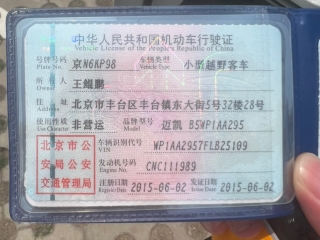 中华人民共和国机动车行驶证
Vehicle License of the People's Republic of China
号牌号码 京N6KP98 车辆类型 小型越野客车
Plate No. Vehicle Type
所有人 王鲲鹏
Owner
住址 北京市丰台区丰台镇东大街5号32楼28号
Address
使用性质 非营运 品牌型号 迈凯 B5WP1AA295
Use Character Model
北京市公 车辆识别代号 WP1AA2957FLB25109
VIN
安局公安 发动机号码 CNC111989
Engine No.
交通管理局 注册日期 2015-06-02 发证日期 2015-06-02
Register Date Issue Date